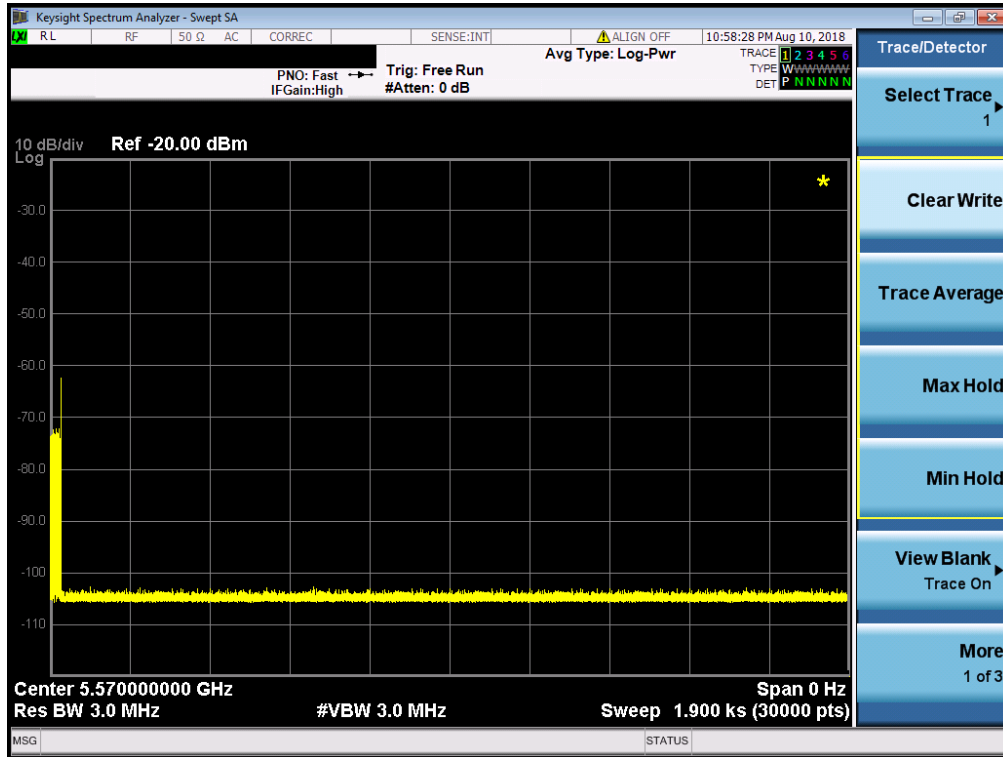 Keysight Spectrum Analyzer - Swept SA
LXI RL RF 50 Ω AC CORREC SENSE:INT ALIGN OFF 10:58:28 PM Aug 10, 2018
Avg Type: Log-Pwr
TRACE 1 2 3 4 5 6
PNO: Fast Trig: Free Run
TYPE WWWWWW
IFGain:High #Atten: 0 dB
DET P N N N N N
10 dB/div Ref -20.00 dBm
Log
-30.0
-40.0
-50.0
-60.0
-70.0
-80.0
-90.0
-100
-110
Center 5.570000000 GHz Span 0 Hz
Res BW 3.0 MHz #VBW 3.0 MHz Sweep 1.900 ks (30000 pts)
MSG STATUS
Trace/Detector
Select Trace
1
Clear Write
Trace Average
Max Hold
Min Hold
View Blank
Trace On
More
1 of 3